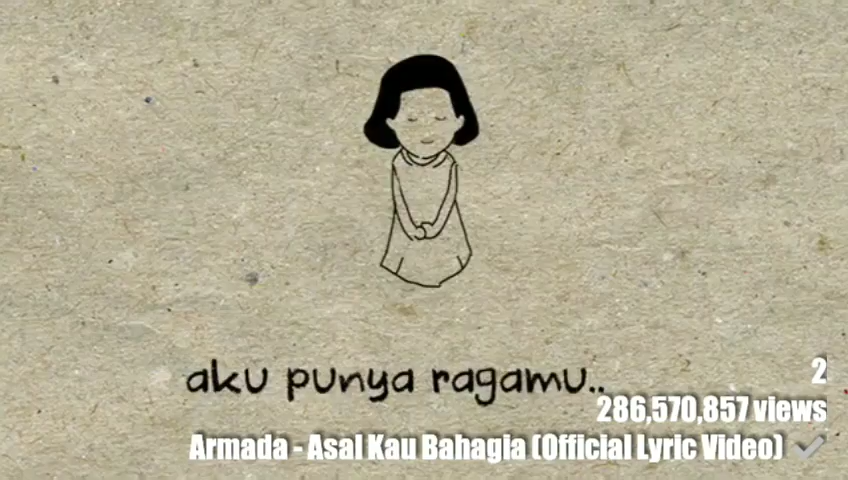 aku punya ragamu..
2
286,570,857 views
Armada - Asal Kau Bahagia (Official Lyric Video)